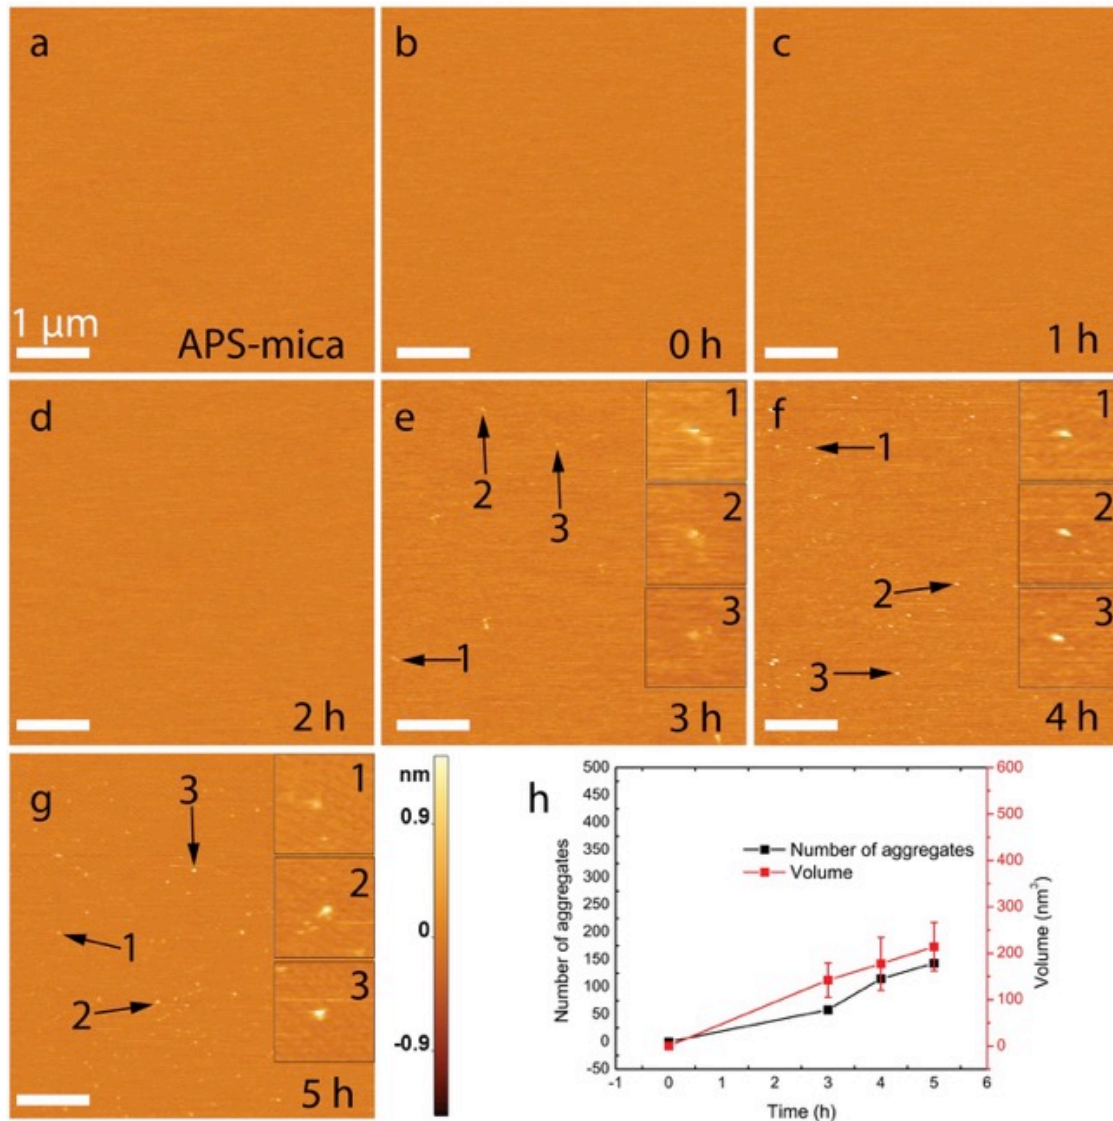 a
b
c
1 μm
APS-mica
0 h
1 h
d
e
f
1
2
3
2
3
1
2 h
3 h
1
2
3
1
2
3
4 h
g
3
1
2
1
2
3
5 h
nm
0.9
0
-0.9
h
500
450
400
350
300
250
200
150
100
50
0
-50
Number of aggregates
Number of aggregates
Volume
600
500
400
300
200
100
0
Volume (nm³)
-1 0 1 2 3 4 5 6
Time (h)